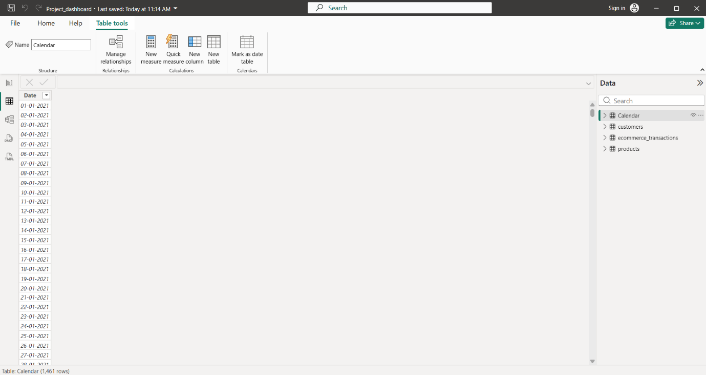 Project_dashboard • Last saved: Today at 11:14 AM
Search
Sign in
File
Home
Help
Table tools
Share
Name
Calendar
Manage
relationships
New
measure
Quick
measure
New
column
New
table
Mark as date
table
Structure
Relationships
Calculations
Calendars
Date
01-01-2021
02-01-2021
03-01-2021
04-01-2021
05-01-2021
06-01-2021
07-01-2021
08-01-2021
09-01-2021
10-01-2021
11-01-2021
12-01-2021
13-01-2021
14-01-2021
15-01-2021
16-01-2021
17-01-2021
18-01-2021
19-01-2021
20-01-2021
21-01-2021
22-01-2021
23-01-2021
24-01-2021
25-01-2021
26-01-2021
27-01-2021
Data
Search
Calendar
customers
ecommerce_transactions
products
Table: Calendar (1,461 rows)